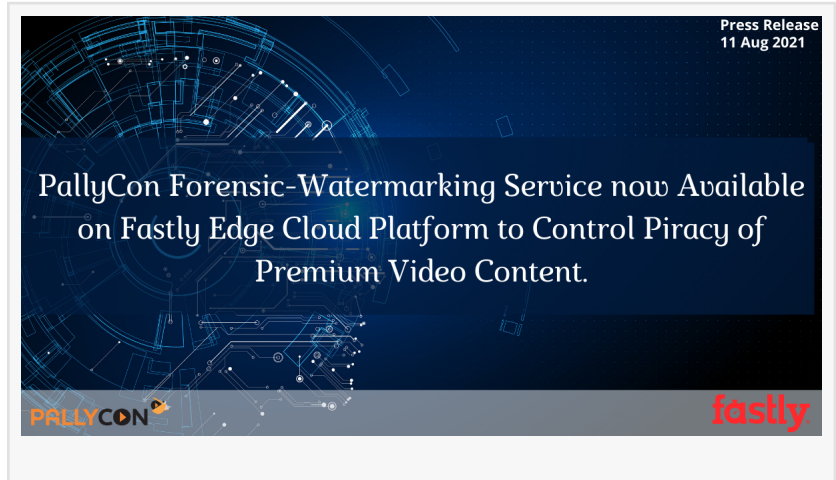 Press Release
11 Aug 2021
PallyCon Forensic-Watermarking Service now Available
on Fastly Edge Cloud Platform to Control Piracy of
Premium Video Content.
PALLYCON
fastly